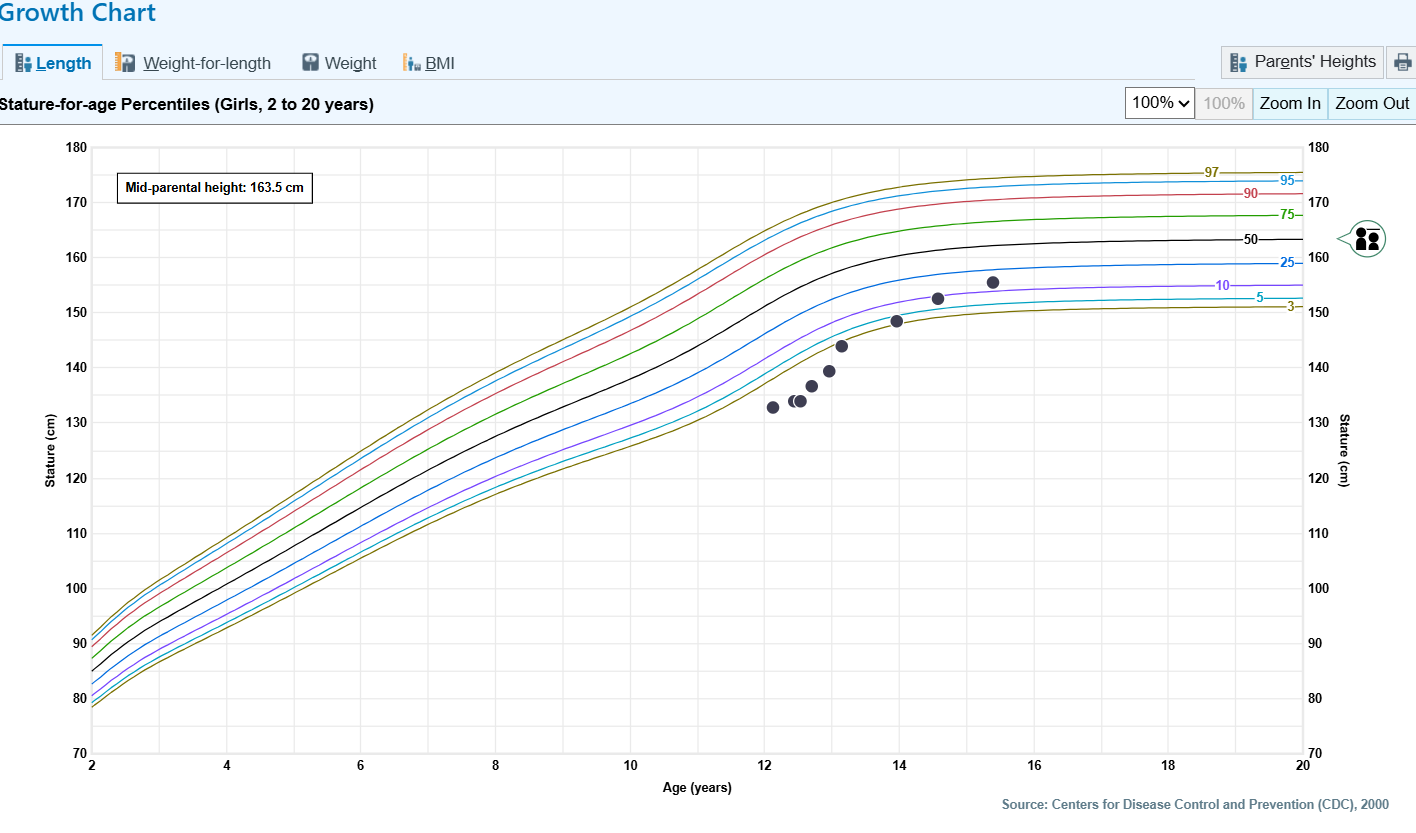 Growth Chart
Length Weight-for-length Weight BMI Parents' Heights
Stature-for-age Percentiles (Girls, 2 to 20 years) 100% 100% Zoom In Zoom Out
Mid-parental height: 163.5 cm
180 180
170 170
160 160
150 150
140 140
130 130
120 120
110 110
100 100
90 90
80 80
70 70
97
95
90
75
50
25
10
5
3
Stature (cm)
Stature (cm)
2 4 6 8 10 12 14 16 18 20
Age (years)
Source: Centers for Disease Control and Prevention (CDC), 2000